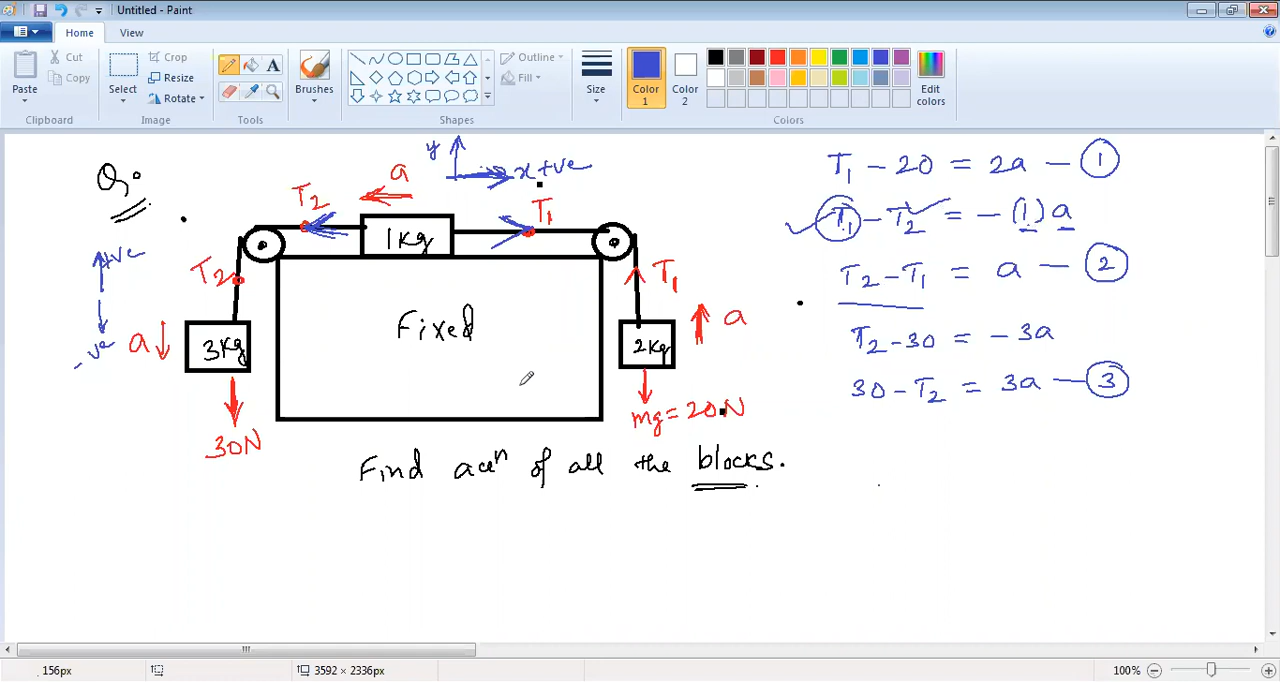 Untitled - Paint
Home
View
Paste
Cut
Copy
Clipboard
Select
Crop
Resize
Rotate
Image
A
Tools
Brushes
Outline
Fill
Shapes
Size
Color 1
Color 2
Edit colors
Colors
Q.
y
x +ve
a
T2
T1
1kg
+ve
-ve
T2
T1
a
3kg
Fixed
2kg
a
30N
mg = 20N
Find accn of all the blocks.
T1 - 20 = 2a — 1
T1 - T2 = - (1) a
T2 - T1 = a — 2
T2 - 30 = - 3a
30 - T2 = 3a — 3
156px
3592 × 2336px
100%